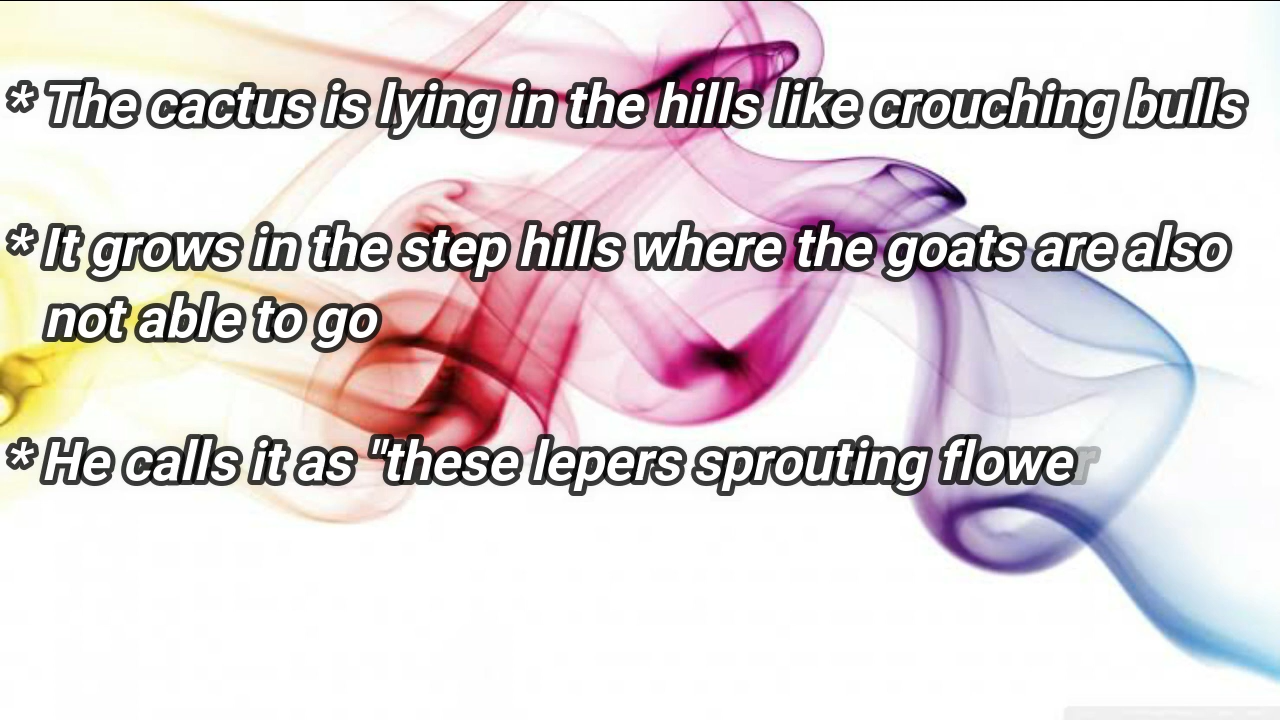 * The cactus is lying in the hills like crouching bulls
* It grows in the step hills where the goats are also
not able to go
* He calls it as "these lepers sprouting flower